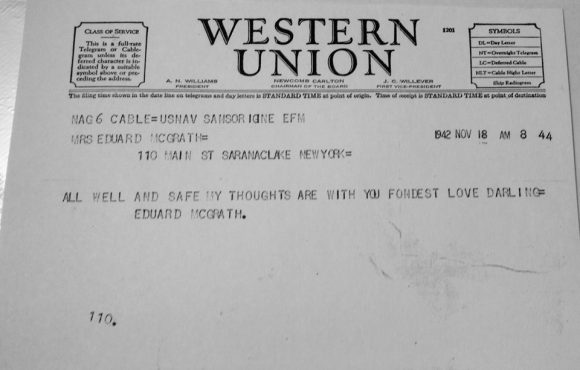 CLASS OF SERVICE
This is a full-rate
Telegram or Cable-
gram unless its de-
ferred character is in-
dicated by a suitable
symbol above or pre-
ceding the address.
WESTERN
UNION
1201
SYMBOLS
DL=Day Letter
NT=Overnight Telegram
LC=Deferred Cable
NLT=Cable Night Letter
Ship Radiogram
A. N. WILLIAMS
PRESIDENT
NEWCOMB CARLTON
CHAIRMAN OF THE BOARD
J. C. WILLEVER
FIRST VICE-PRESIDENT
The filing time shown in the date line on telegrams and day letters is STANDARD TIME at point of origin. Time of receipt is STANDARD TIME at point of destination
NAG6 CABLE=USNAV SANSORIGINE EFM
MRS EDUARD MCGRATH=
1942 NOV 18 AM 8 44
110 MAIN ST SARANACLAKE NEWYORK=
ALL WELL AND SAFE MY THOUGHTS ARE WITH YOU FONDEST LOVE DARLING=
EDUARD MCGRATH.
110.